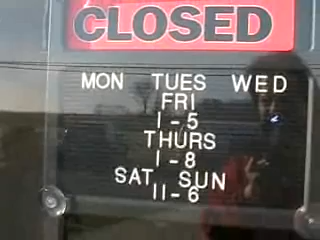 CLOSED
MON TUES WED
FRI
1-5
THURS
1-8
SAT SUN
11-6